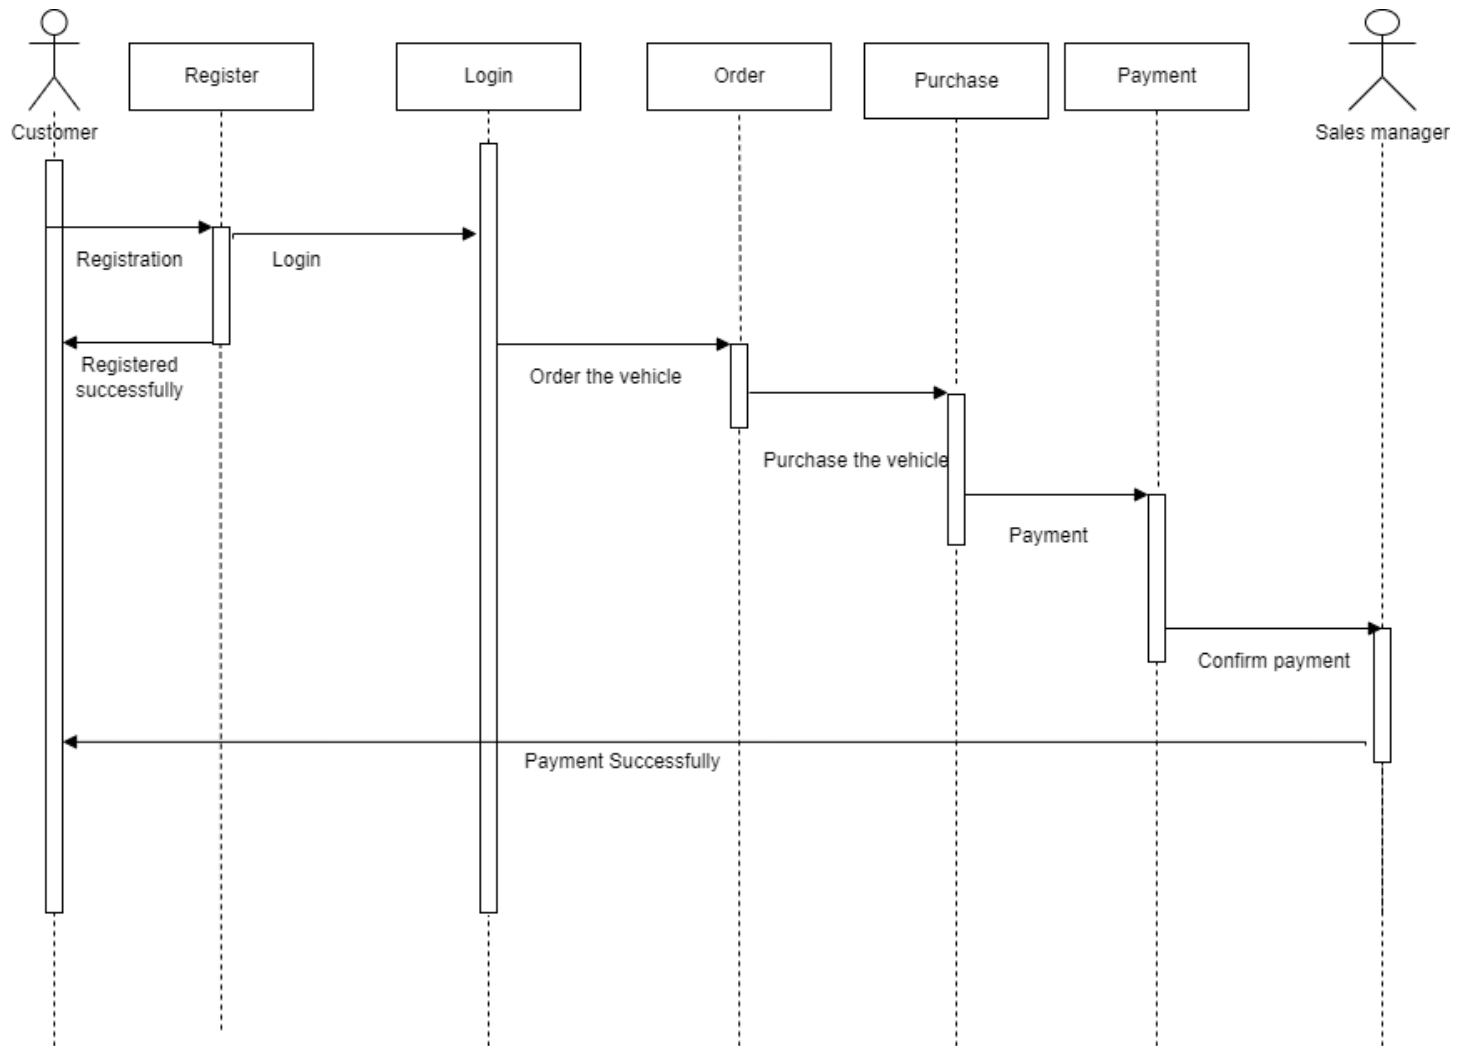 Register
Login
Order
Purchase
Payment
Customer
Sales manager
Registration
Login
Registered
successfully
Order the vehicle
Purchase the vehicle
Payment
Confirm payment
Payment Successfully